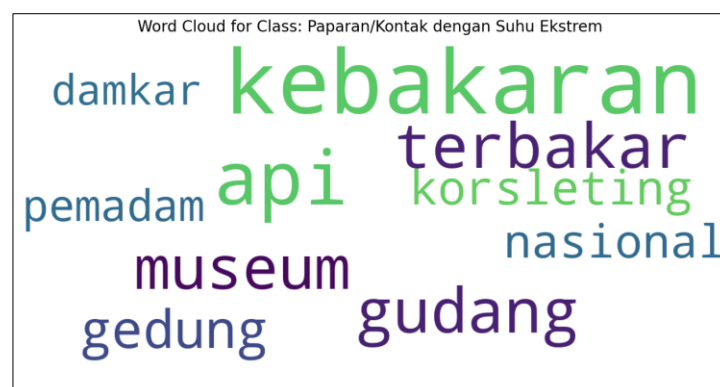 Word Cloud for Class: Paparan/Kontak dengan Suhu Ekstrem
kebakaran
damkar
terbakar
api
korsleting
pemadam
nasional
museum
gudang
gedung